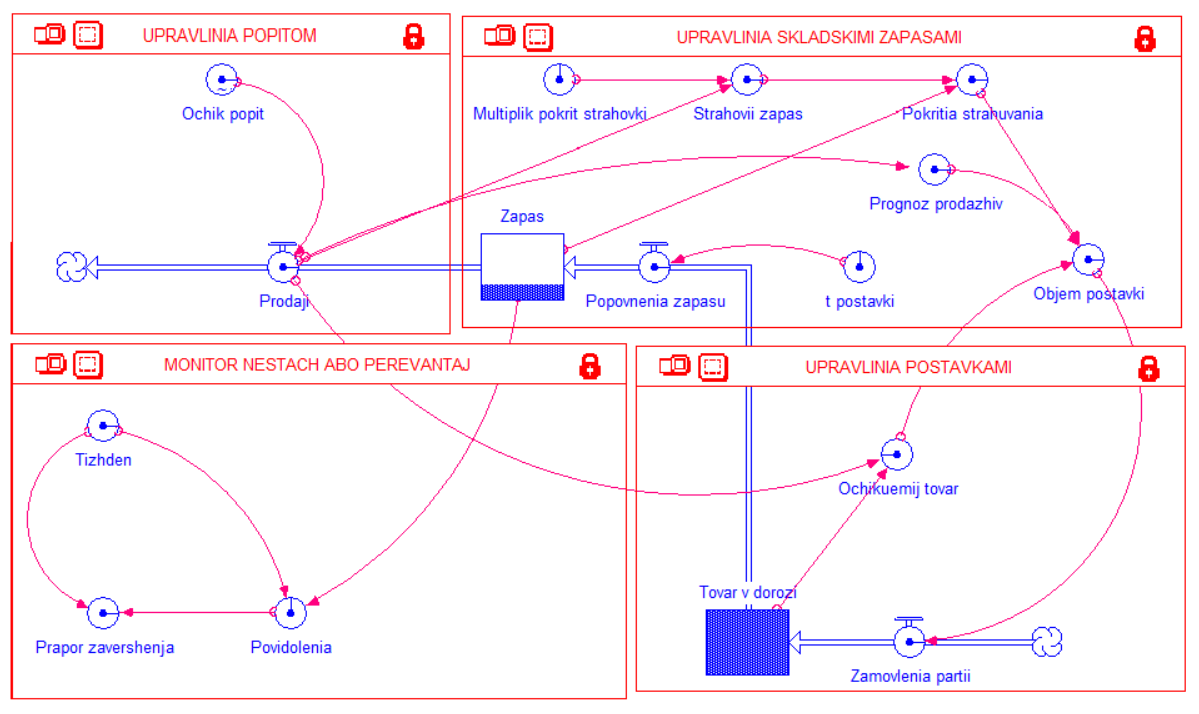 UPRAVLINIA POPITOM
Ochik popit
Prodaji
UPRAVLINIA SKLADSKIMI ZAPASAMI
Multiplik pokrit strahovki
Strahovii zapas
Pokritia strahuvania
Prognoz prodazhiv
Zapas
Popovnenia zapasu
t postavki
Objem postavki
MONITOR NESTACH ABO PEREVANTAJ
Tizhden
Prapor zavershenja
Povidolenia
UPRAVLINIA POSTAVKAMI
Ochikuemij tovar
Tovar v dorozi
Zamovlenia partii